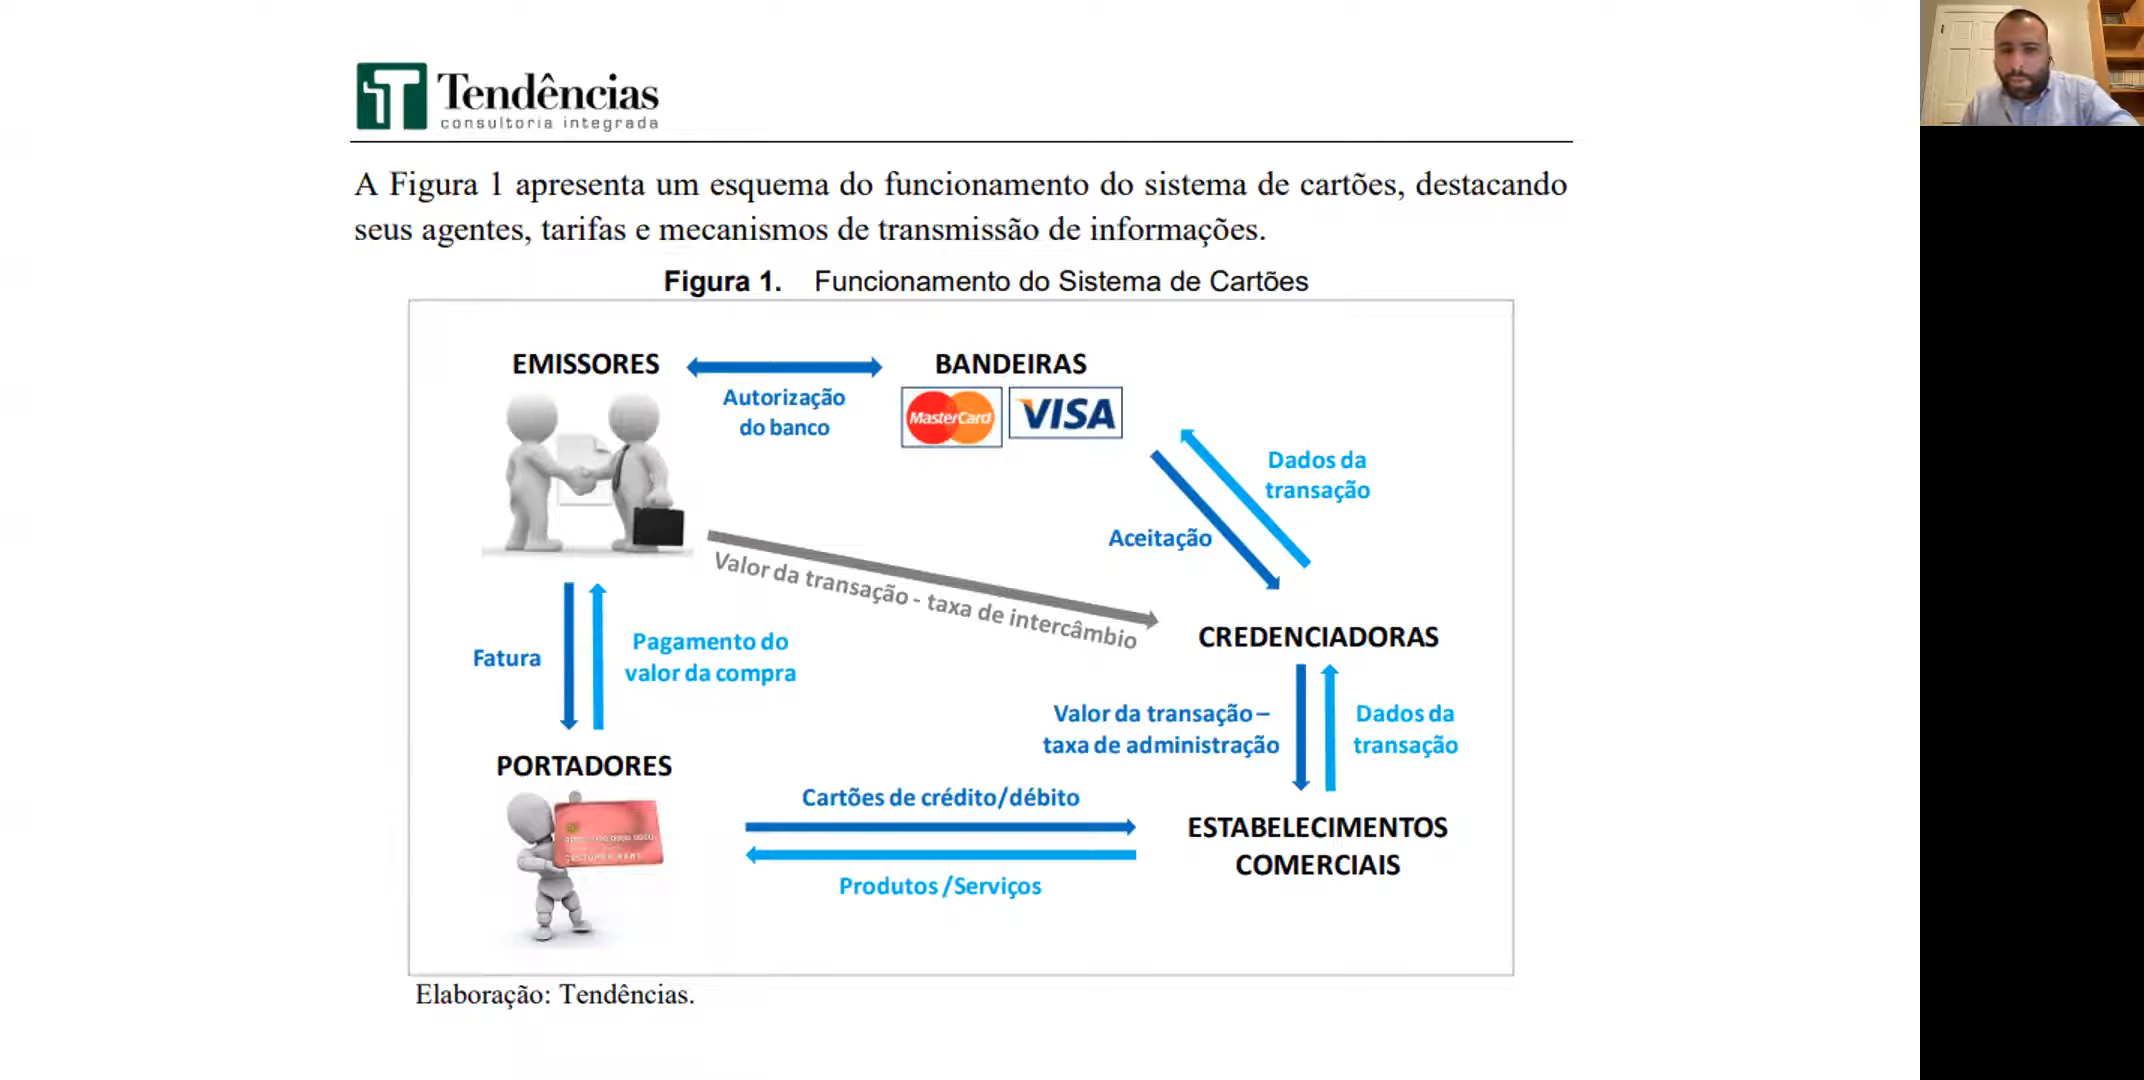 Tendências
consultoria integrada
A Figura 1 apresenta um esquema do funcionamento do sistema de cartões, destacando
seus agentes, tarifas e mecanismos de transmissão de informações.
Figura 1. Funcionamento do Sistema de Cartões
EMISSORES
BANDEIRAS
Autorização
do banco
MasterCard
VISA
Dados da
transação
Aceitação
Valor da transação - taxa de intercâmbio
CREDENCIADORAS
Fatura
Pagamento do
valor da compra
Valor da transação –
taxa de administração
Dados da
transação
PORTADORES
Cartões de crédito/débito
ESTABELECIMENTOS
COMERCIAIS
Produtos /Serviços
Elaboração: Tendências.